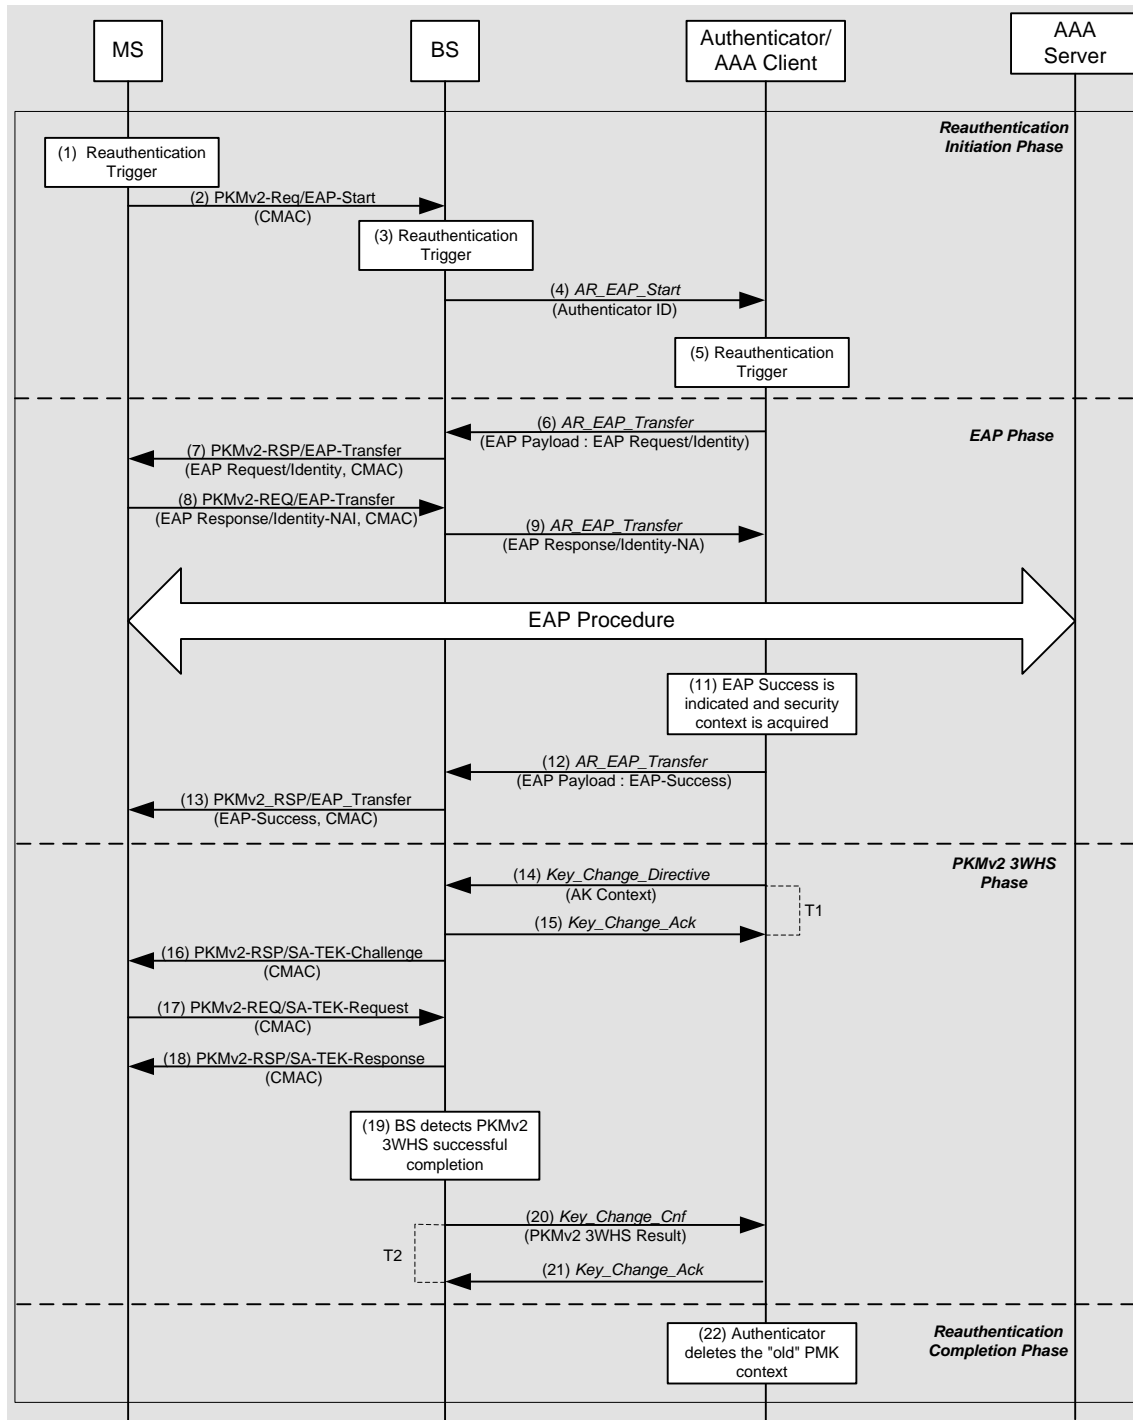 MS
BS
Authenticator/
AAA Client
AAA
Server
Reauthentication
Initiation Phase
(1) Reauthentication
Trigger
(2) PKMv2-Req/EAP-Start
(CMAC)
(3) Reauthentication
Trigger
(4) AR_EAP_Start
(Authenticator ID)
(5) Reauthentication
Trigger
EAP Phase
(6) AR_EAP_Transfer
(EAP Payload : EAP Request/Identity)
(7) PKMv2-RSP/EAP-Transfer
(EAP Request/Identity, CMAC)
(8) PKMv2-REQ/EAP-Transfer
(EAP Response/Identity-NAI, CMAC)
(9) AR_EAP_Transfer
(EAP Response/Identity-NA)
EAP Procedure
(11) EAP Success is
indicated and security
context is acquired
(12) AR_EAP_Transfer
(EAP Payload : EAP-Success)
(13) PKMv2_RSP/EAP_Transfer
(EAP-Success, CMAC)
PKMv2 3WHS
Phase
(14) Key_Change_Directive
(AK Context)
T1
(15) Key_Change_Ack
(16) PKMv2-RSP/SA-TEK-Challenge
(CMAC)
(17) PKMv2-REQ/SA-TEK-Request
(CMAC)
(18) PKMv2-RSP/SA-TEK-Response
(CMAC)
(19) BS detects PKMv2
3WHS successful
completion
(20) Key_Change_Cnf
(PKMv2 3WHS Result)
T2
(21) Key_Change_Ack
Reauthentication
Completion Phase
(22) Authenticator
deletes the "old" PMK
context